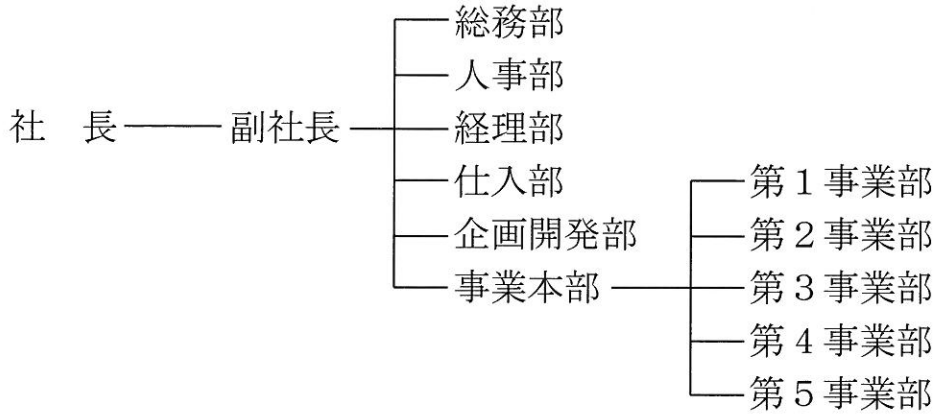 総務部
人事部
社　長
副社長
経理部
仕入部
企画開発部
事業本部
第１事業部
第２事業部
第３事業部
第４事業部
第５事業部